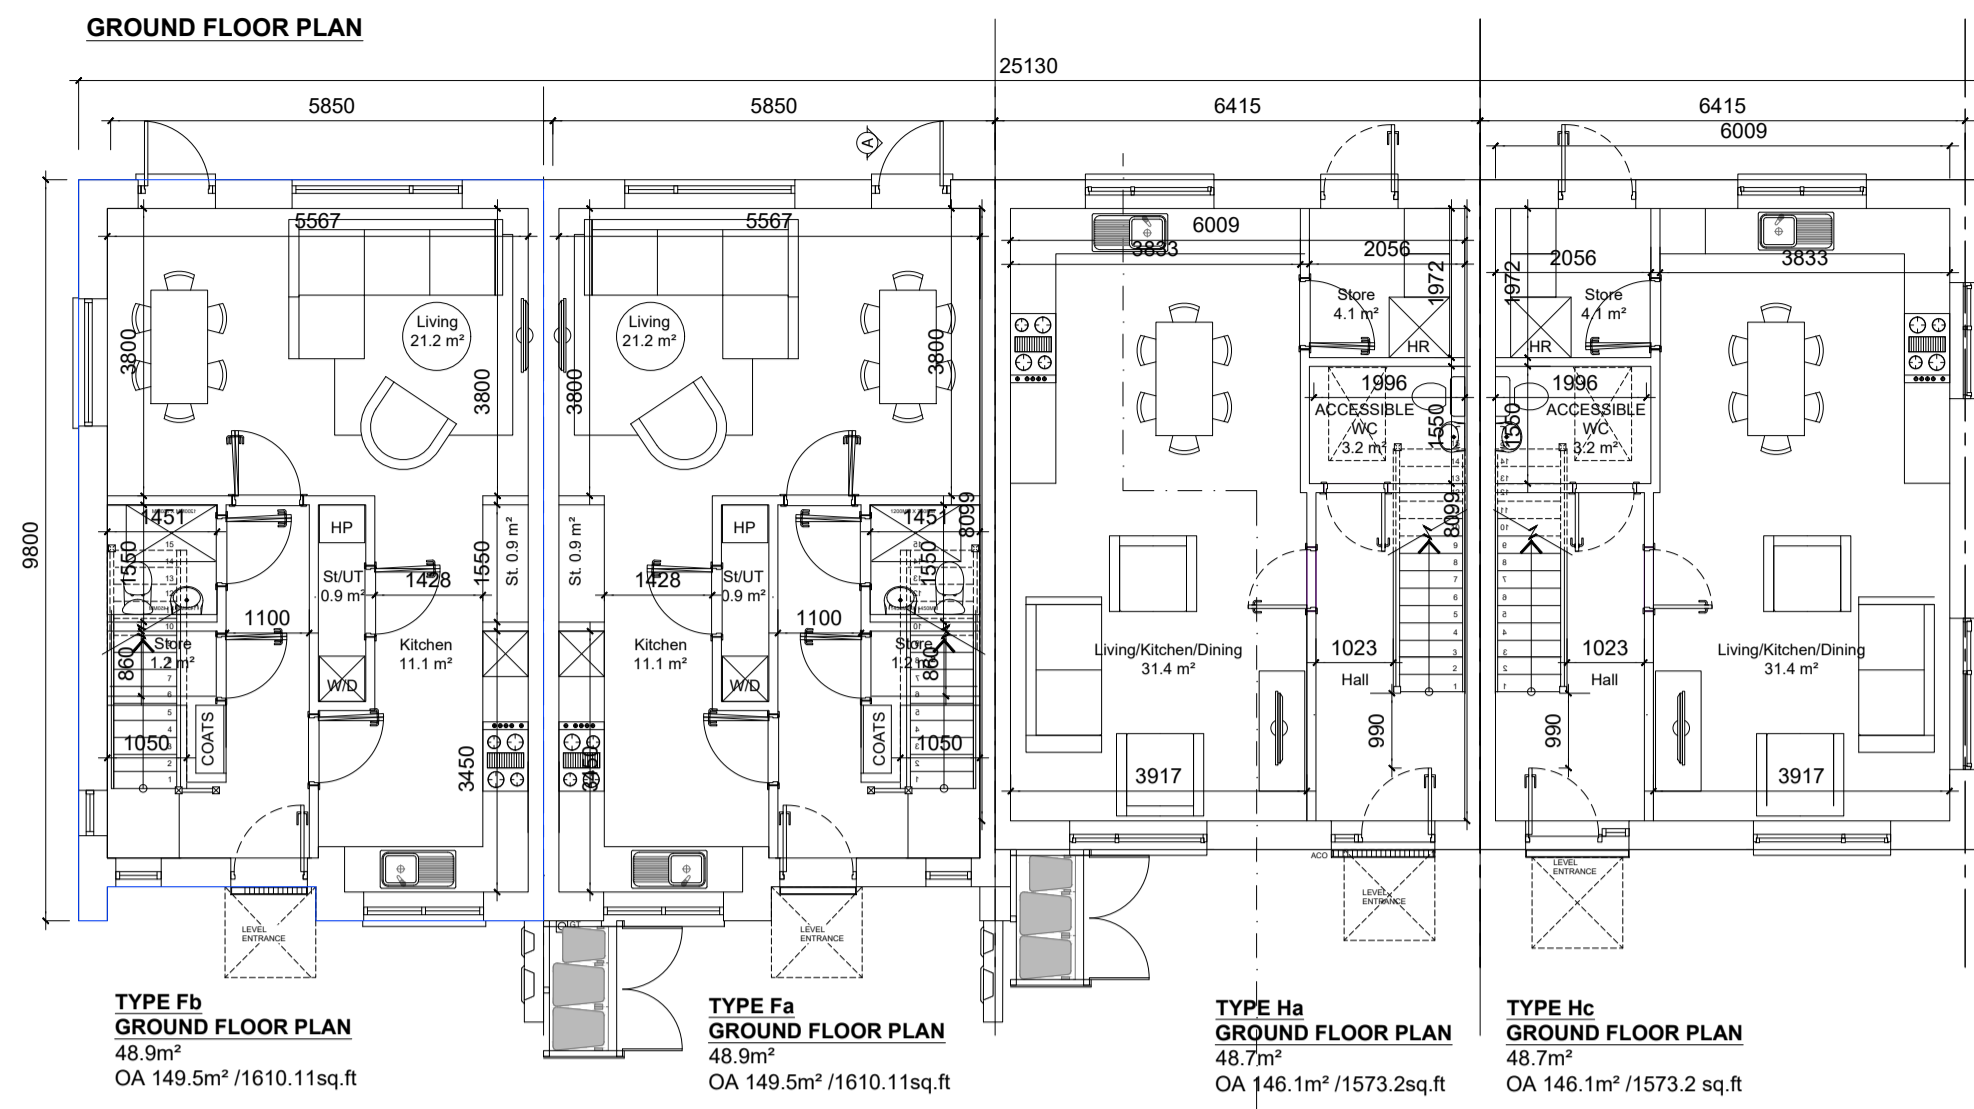 GROUND FLOOR PLAN
25130
5850
5850
6415
6415
6009
A
5567
5567
6009
3833
2056
2056
3833
1972
1972
Living
21.2 m²
Living
21.2 m²
Store
4.1 m²
Store
4.1 m²
HR
HR
3800
3800
3800
3800
1996
1996
ACCESSIBLE
WC
3.2 m²
ACCESSIBLE
WC
3.2 m²
1550
1550
9800
1451
1451
8099
8099
HP
HP
St. 0.9 m²
St. 0.9 m²
1550
1550
1550
St/UT
0.9 m²
St/UT
0.9 m²
1428
1428
1100
1100
Kitchen
11.1 m²
Kitchen
11.1 m²
Store
1.2 m²
Store
1.2 m²
860
860
W/D
W/D
Living/Kitchen/Dining
31.4 m²
1023
Hall
1023
Hall
Living/Kitchen/Dining
31.4 m²
COATS
COATS
1050
1050
990
990
3450
3450
3917
3917
ACO
LEVEL
ENTRANCE
LEVEL
ENTRANCE
LEVEL
ENTRANCE
LEVEL
ENTRANCE
TYPE Fb
GROUND FLOOR PLAN
48.9m²
OA 149.5m² /1610.11sq.ft
TYPE Fa
GROUND FLOOR PLAN
48.9m²
OA 149.5m² /1610.11sq.ft
TYPE Ha
GROUND FLOOR PLAN
48.7m²
OA 146.1m² /1573.2sq.ft
TYPE Hc
GROUND FLOOR PLAN
48.7m²
OA 146.1m² /1573.2 sq.ft